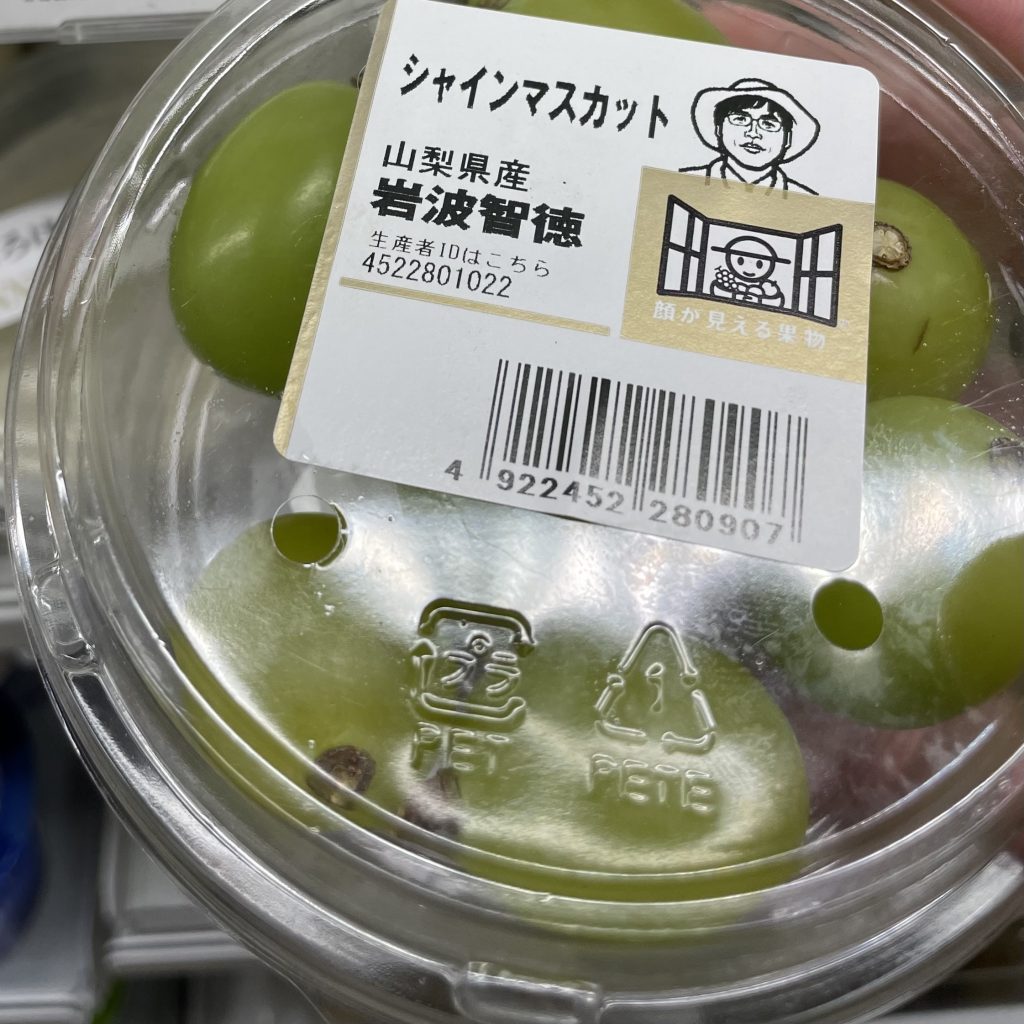 シャインマスカット
山梨県産
岩波智徳
生産者IDはこちら
4522801022
顔が見える果物
4 922452 280907
プラ
PET
1
PETE